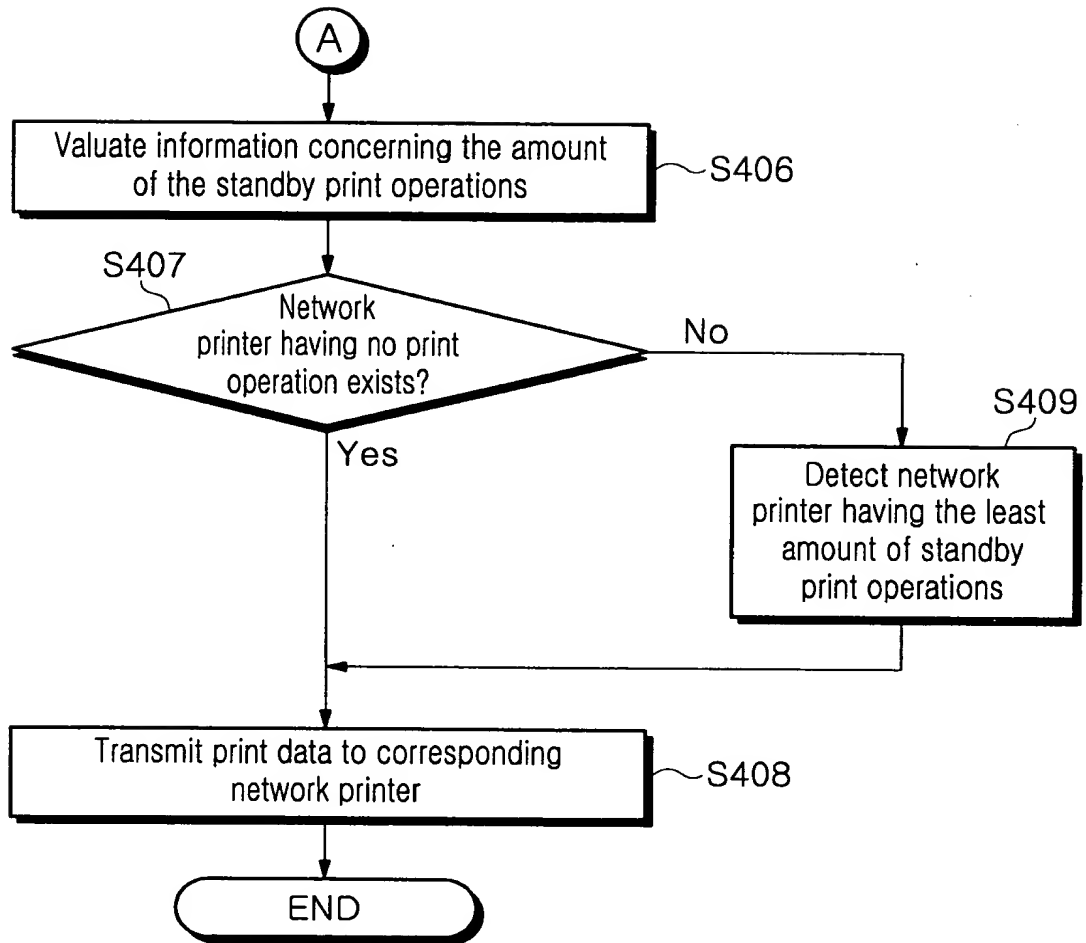 A
Valuate information concerning the amount
of the standby print operations
S406
S407
Network
printer having no print
operation exists?
No
S409
Yes
Detect network
printer having the least
amount of standby
print operations
Transmit print data to corresponding
network printer
S408
END